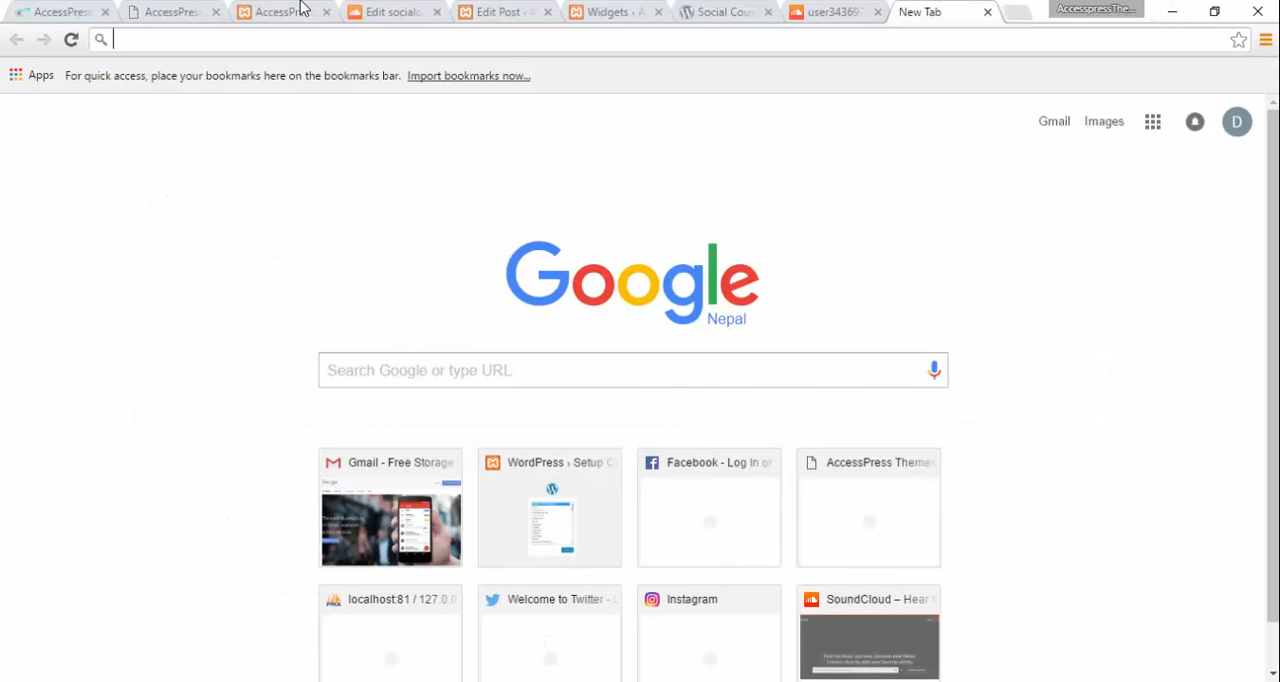 AccessPres
AccessPres
AccessPr
Edit socialc
Edit Post ‹ A
Widgets ‹ A
Social Cou
user343697
New Tab
AccesspressThe...
Apps
For quick access, place your bookmarks here on the bookmarks bar.
Import bookmarks now...
Gmail
Images
D
Google
Nepal
Search Google or type URL
Gmail - Free Storage
WordPress › Setup C
Facebook - Log In or
AccessPress Themes
localhost:81 / 127.0.0
Welcome to Twitter - L
Instagram
SoundCloud – Hear t